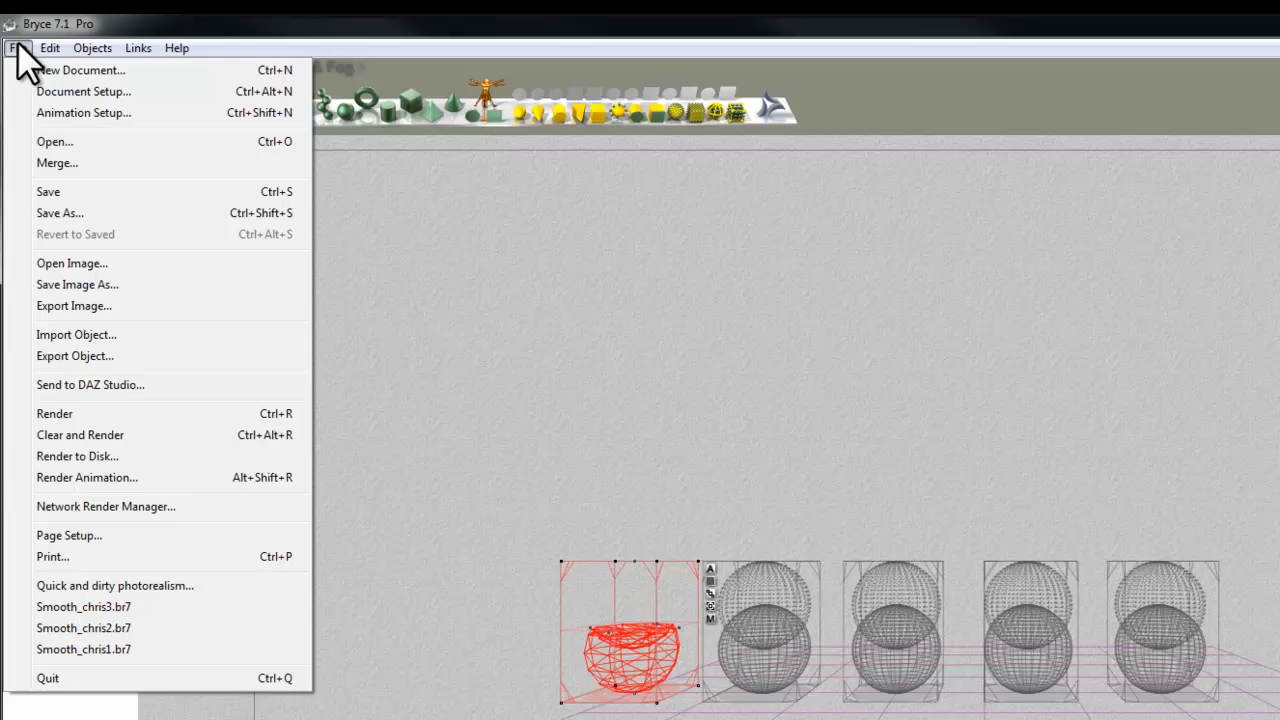 Bryce 7.1 Pro
Edit Objects Links Help
New Document... Ctrl+N
Document Setup... Ctrl+Alt+N
Animation Setup... Ctrl+Shift+N
Open... Ctrl+O
Merge...
Save Ctrl+S
Save As... Ctrl+Shift+S
Revert to Saved Ctrl+Alt+S
Open Image...
Save Image As...
Export Image...
Import Object...
Export Object...
Send to DAZ Studio...
Render Ctrl+R
Clear and Render Ctrl+Alt+R
Render to Disk...
Render Animation... Alt+Shift+R
Network Render Manager...
Page Setup...
Print... Ctrl+P
Quick and dirty photorealism...
Smooth_chris3.br7
Smooth_chris2.br7
Smooth_chris1.br7
Quit Ctrl+Q
& Fog
A
M